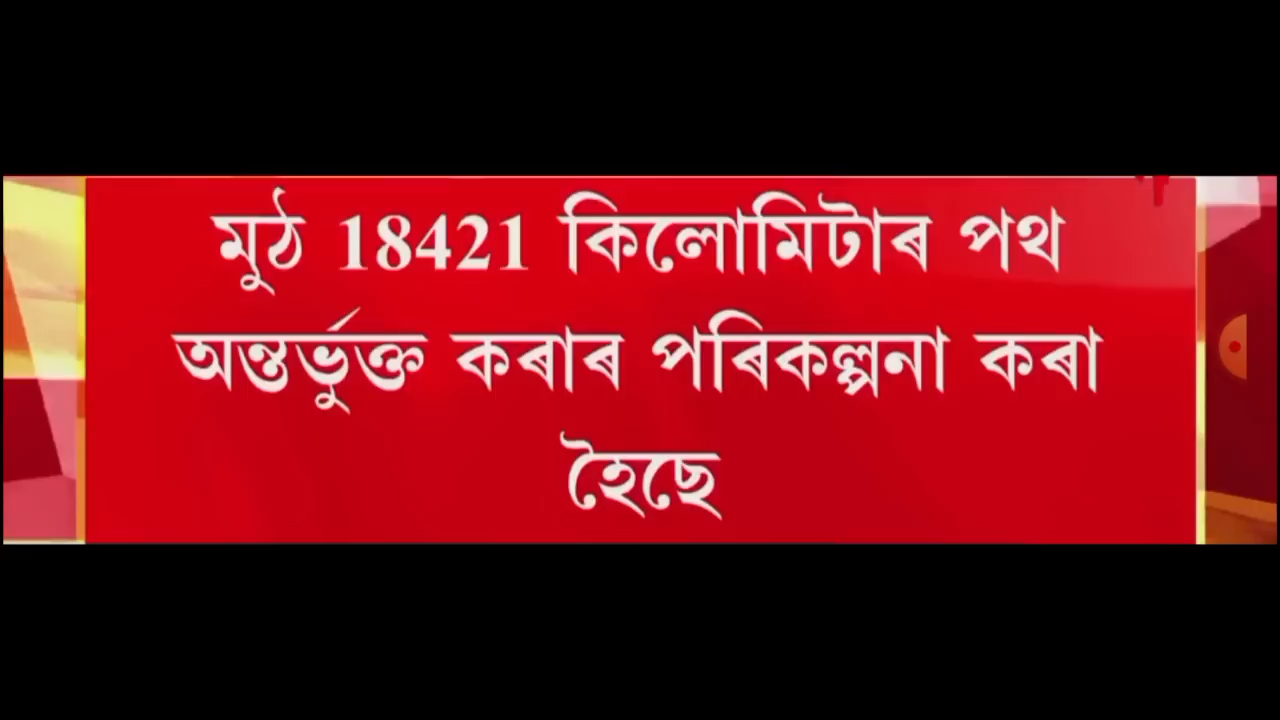 মুঠ 18421 কিলোমিটাৰ পথ
অন্তৰ্ভুক্ত কৰাৰ পৰিকল্পনা কৰা
হৈছে